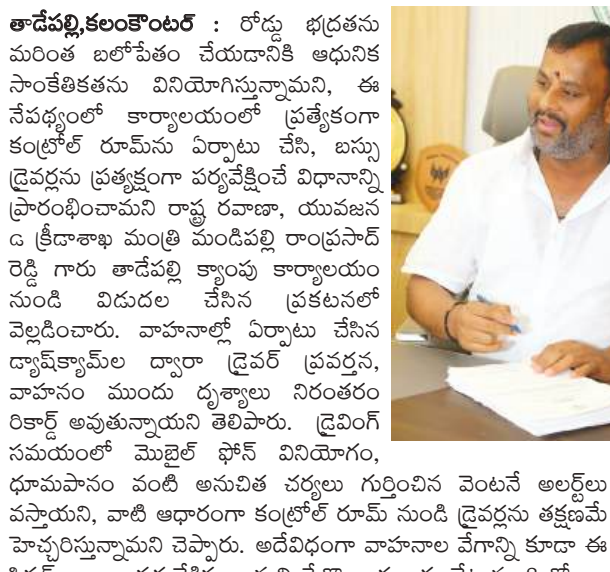 తాడేపల్లి,కలంకౌంటర్ : రోడ్డు భద్రతను
మరింత బలోపేతం చేయడానికి ఆధునిక
సాంకేతికతను వినియోగిస్తున్నామని, ఈ
నేపథ్యంలో కార్యాలయంలో ప్రత్యేకంగా
కంట్రోల్ రూమ్‌ను ఏర్పాటు చేసి, బస్సు
డ్రైవర్లను ప్రత్యక్షంగా పర్యవేక్షించే విధానాన్ని
ప్రారంభించామని రాష్ట్ర రవాణా, యువజన
డ క్రీడాశాఖ మంత్రి మండిపల్లి రాంప్రసాద్
రెడ్డి గారు తాడేపల్లి క్యాంపు కార్యాలయం
నుండి విడుదల చేసిన ప్రకటనలో
వెల్లడించారు. వాహనాల్లో ఏర్పాటు చేసిన
డ్యాష్‌క్యామ్‌ల ద్వారా డ్రైవర్ ప్రవర్తన,
వాహనం ముందు దృశ్యాలు నిరంతరం
రికార్డ్ అవుతున్నాయని తెలిపారు. డ్రైవింగ్
సమయంలో మొబైల్ ఫోన్ వినియోగం,
ధూమపానం వంటి అనుచిత చర్యలు గుర్తించిన వెంటనే అలర్ట్‌లు
వస్తాయని, వాటి ఆధారంగా కంట్రోల్ రూమ్ నుండి డ్రైవర్లను తక్షణమే
హెచ్చరిస్తున్నామని చెప్పారు. అదేవిధంగా వాహనాల వేగాన్ని కూడా ఈ